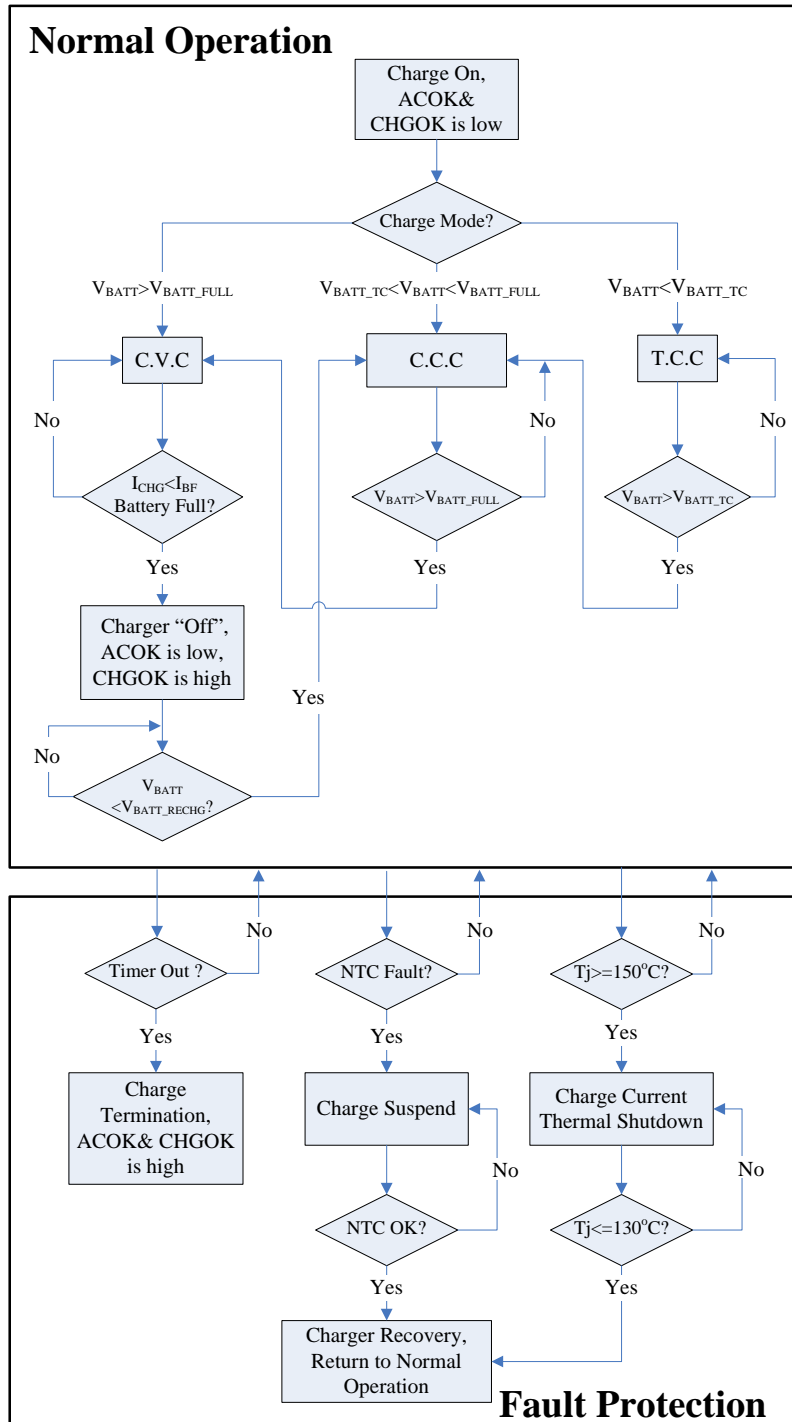 Normal Operation
Charge On,
ACOK&
CHGOK is low
Charge Mode?
VBATT>VBATT_FULL
VBATT_TC<VBATT<VBATT_FULL
VBATT<VBATT_TC
C.V.C
C.C.C
T.C.C
No
No
No
ICHG<IBF
Battery Full?
VBATT>VBATT_FULL
VBATT>VBATT_TC
Yes
Yes
Yes
Charger “Off”,
ACOK is low,
CHGOK is high
Yes
No
VBATT
<VBATT_RECHG?
No
No
No
Timer Out ?
NTC Fault?
Tj>=150°C?
Yes
Yes
Yes
Charge
Termination,
ACOK& CHGOK
is high
Charge Suspend
Charge Current
Thermal Shutdown
No
No
NTC OK?
Tj<=130°C?
Yes
Yes
Charger Recovery,
Return to Normal
Operation
Fault Protection